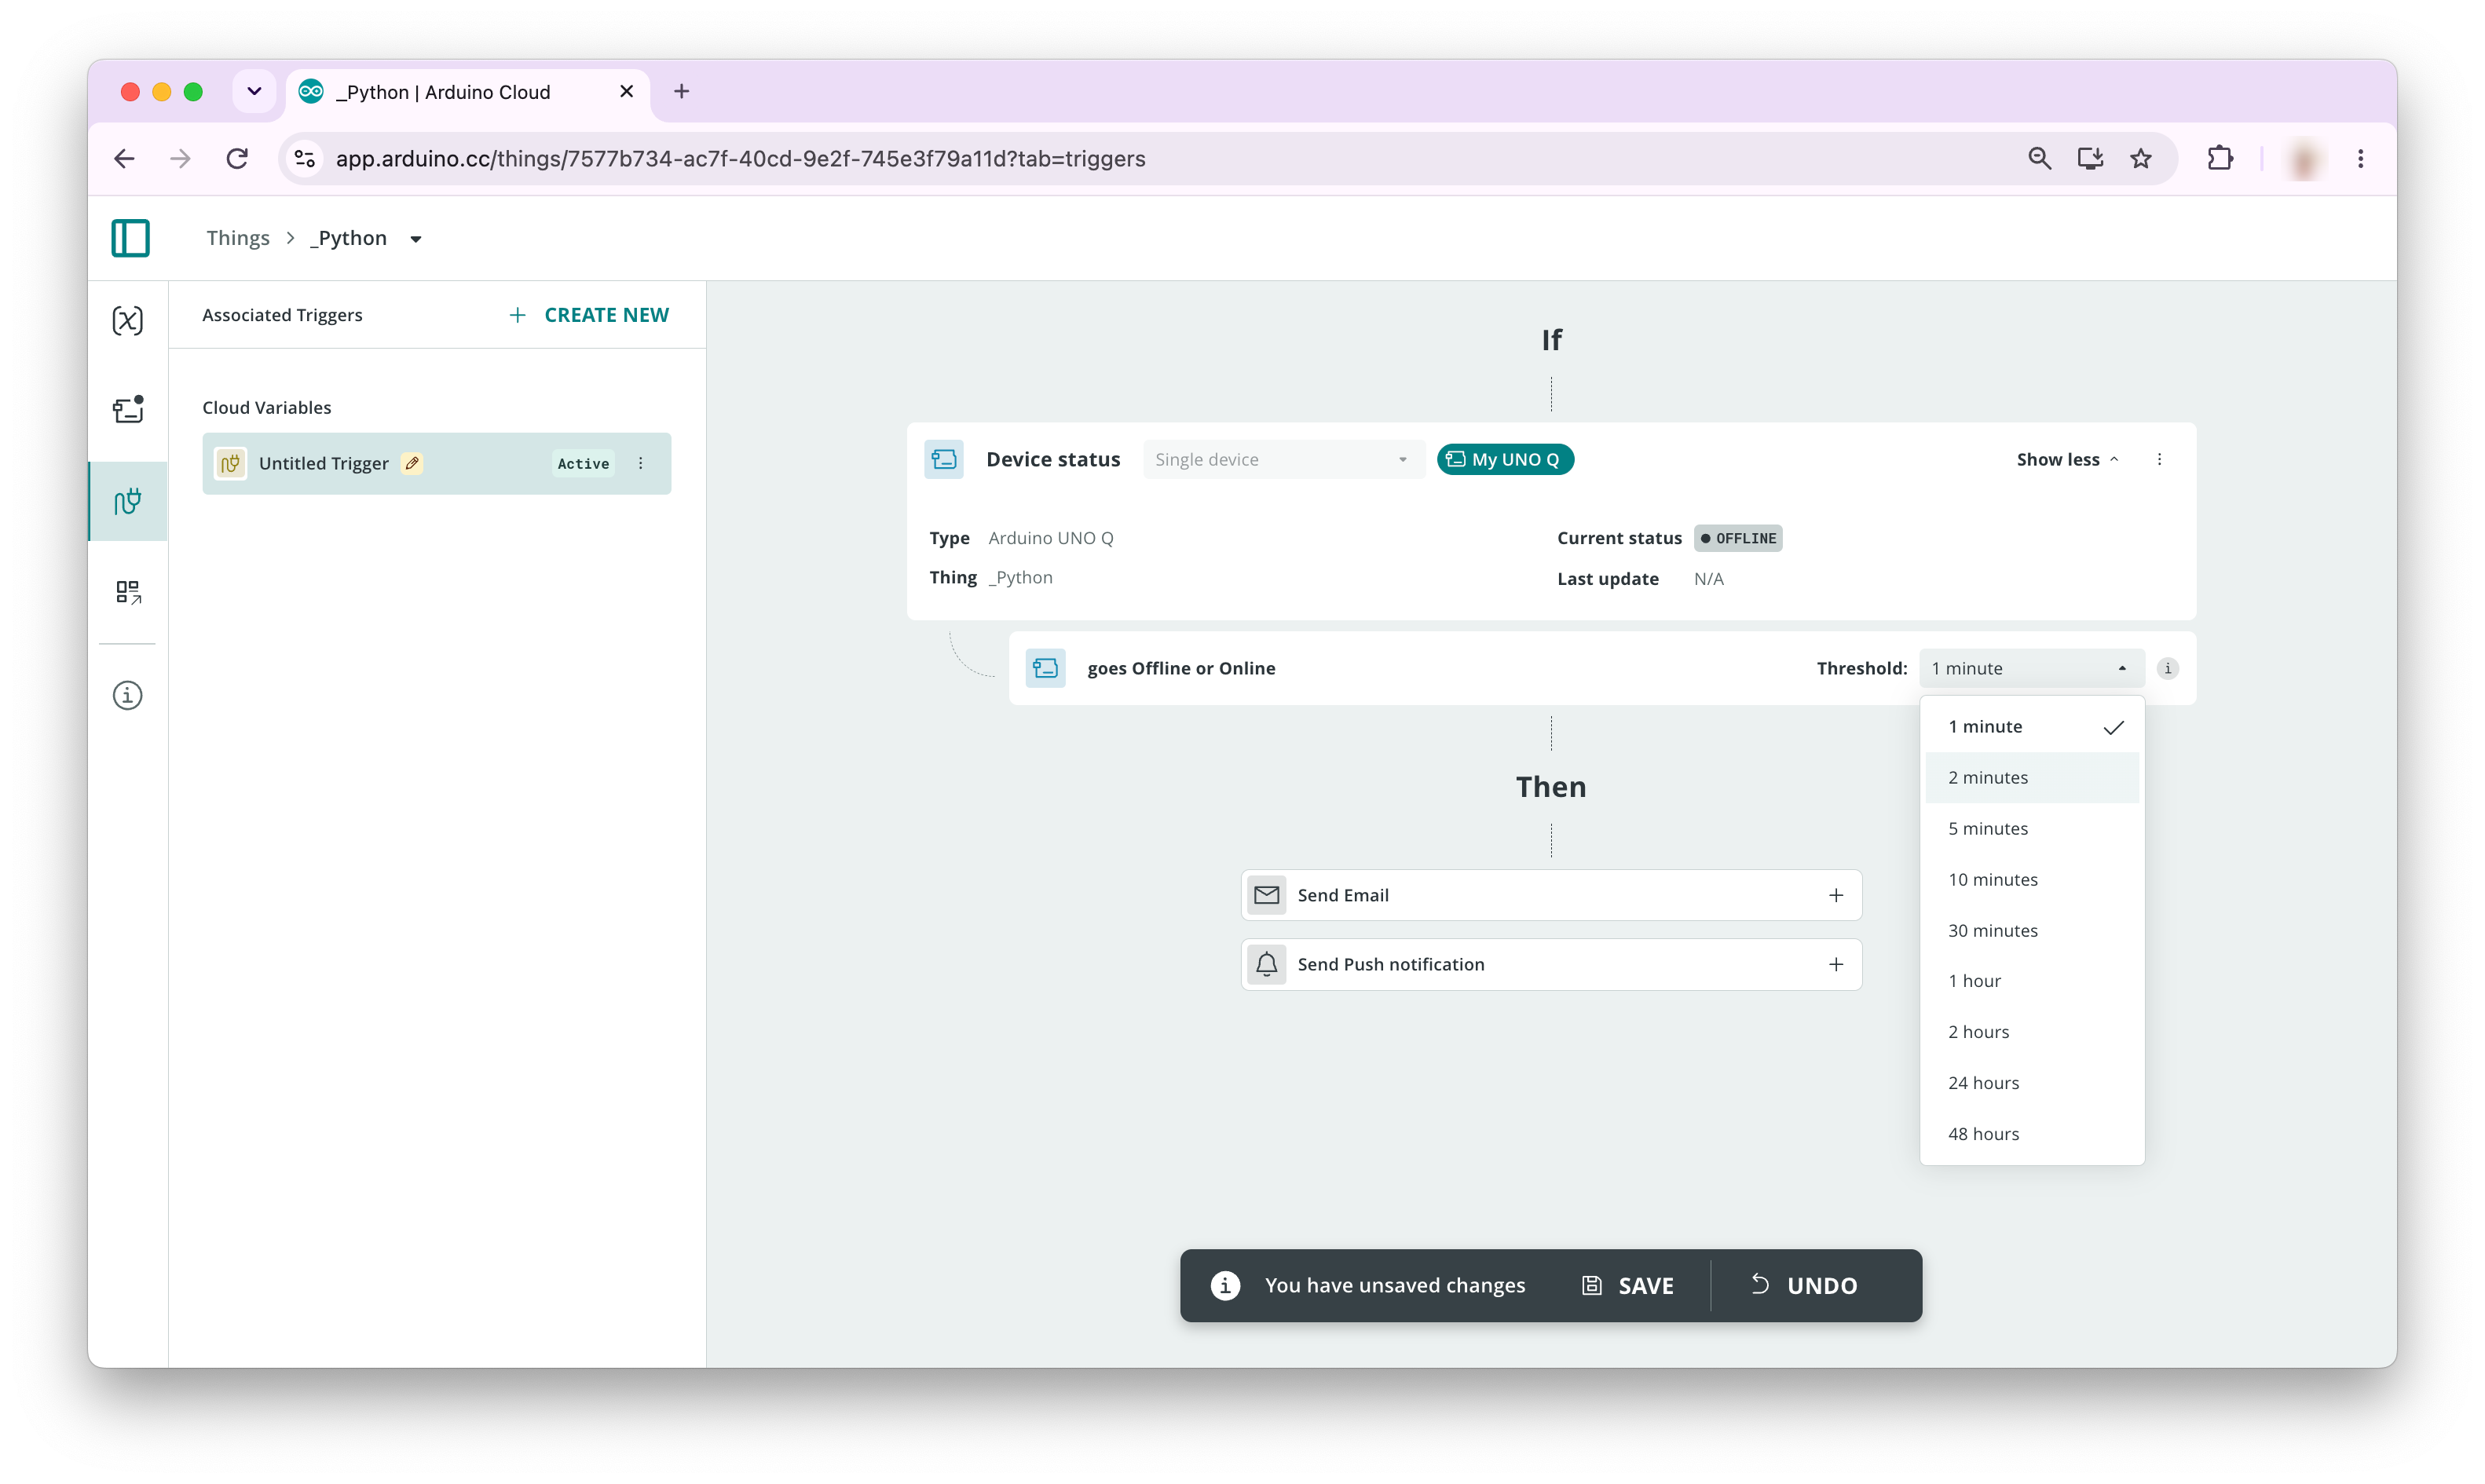 _Python | Arduino Cloud
app.arduino.cc/things/7577b734-ac7f-40cd-9e2f-745e3f79a11d?tab=triggers
Things > _Python
Associated Triggers
+ CREATE NEW
Cloud Variables
Untitled Trigger Active
If
Device status Single device My UNO Q Show less
Type Arduino UNO Q
Current status OFFLINE
Thing _Python
Last update N/A
goes Offline or Online
Threshold: 1 minute
1 minute
2 minutes
5 minutes
10 minutes
30 minutes
1 hour
2 hours
24 hours
48 hours
Then
Send Email
Send Push notification
You have unsaved changes SAVE UNDO